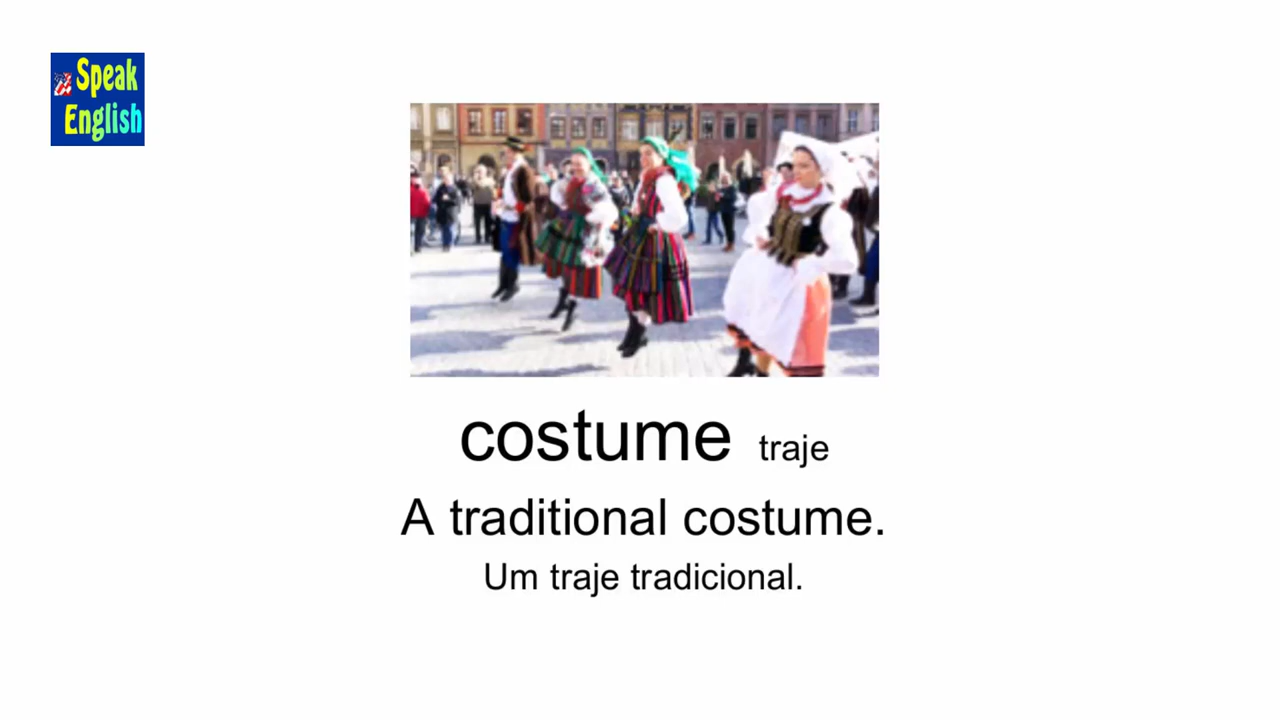 Speak
English
costume traje
A traditional costume.
Um traje tradicional.